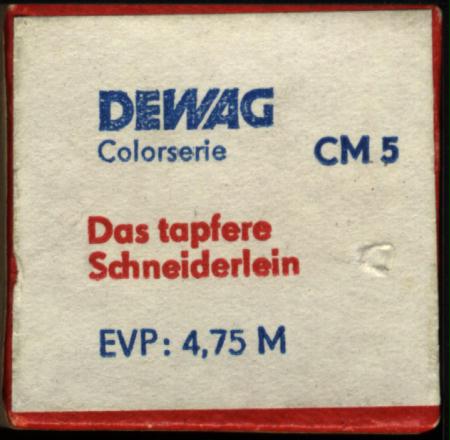 DEWAG
Colorserie
CM 5
Das tapfere
Schneiderlein
EVP: 4,75 M